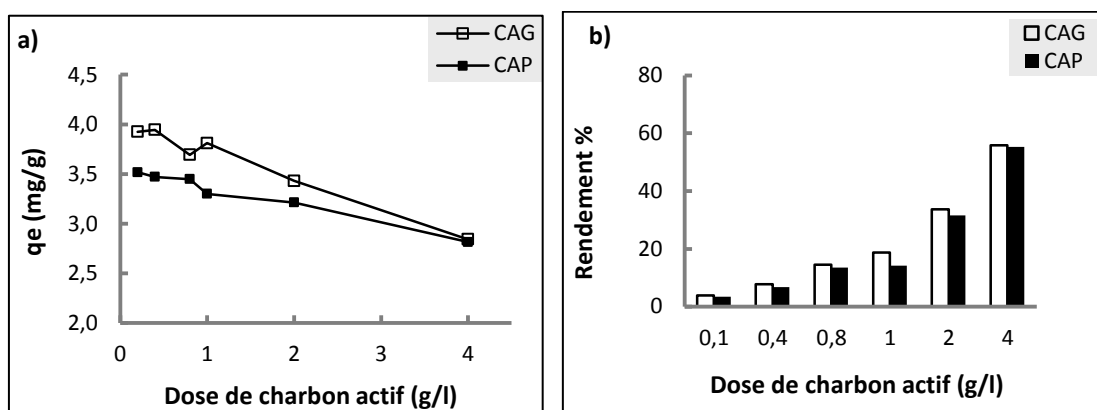 a)
CAG
CAP
4,5
4,0
3,5
3,0
2,5
2,0
qe (mg/g)
0 1 2 3 4
Dose de charbon actif (g/l)
b)
CAG
CAP
80
60
40
20
0
Rendement %
0,1 0,4 0,8 1 2 4
Dose de charbon actif (g/l)